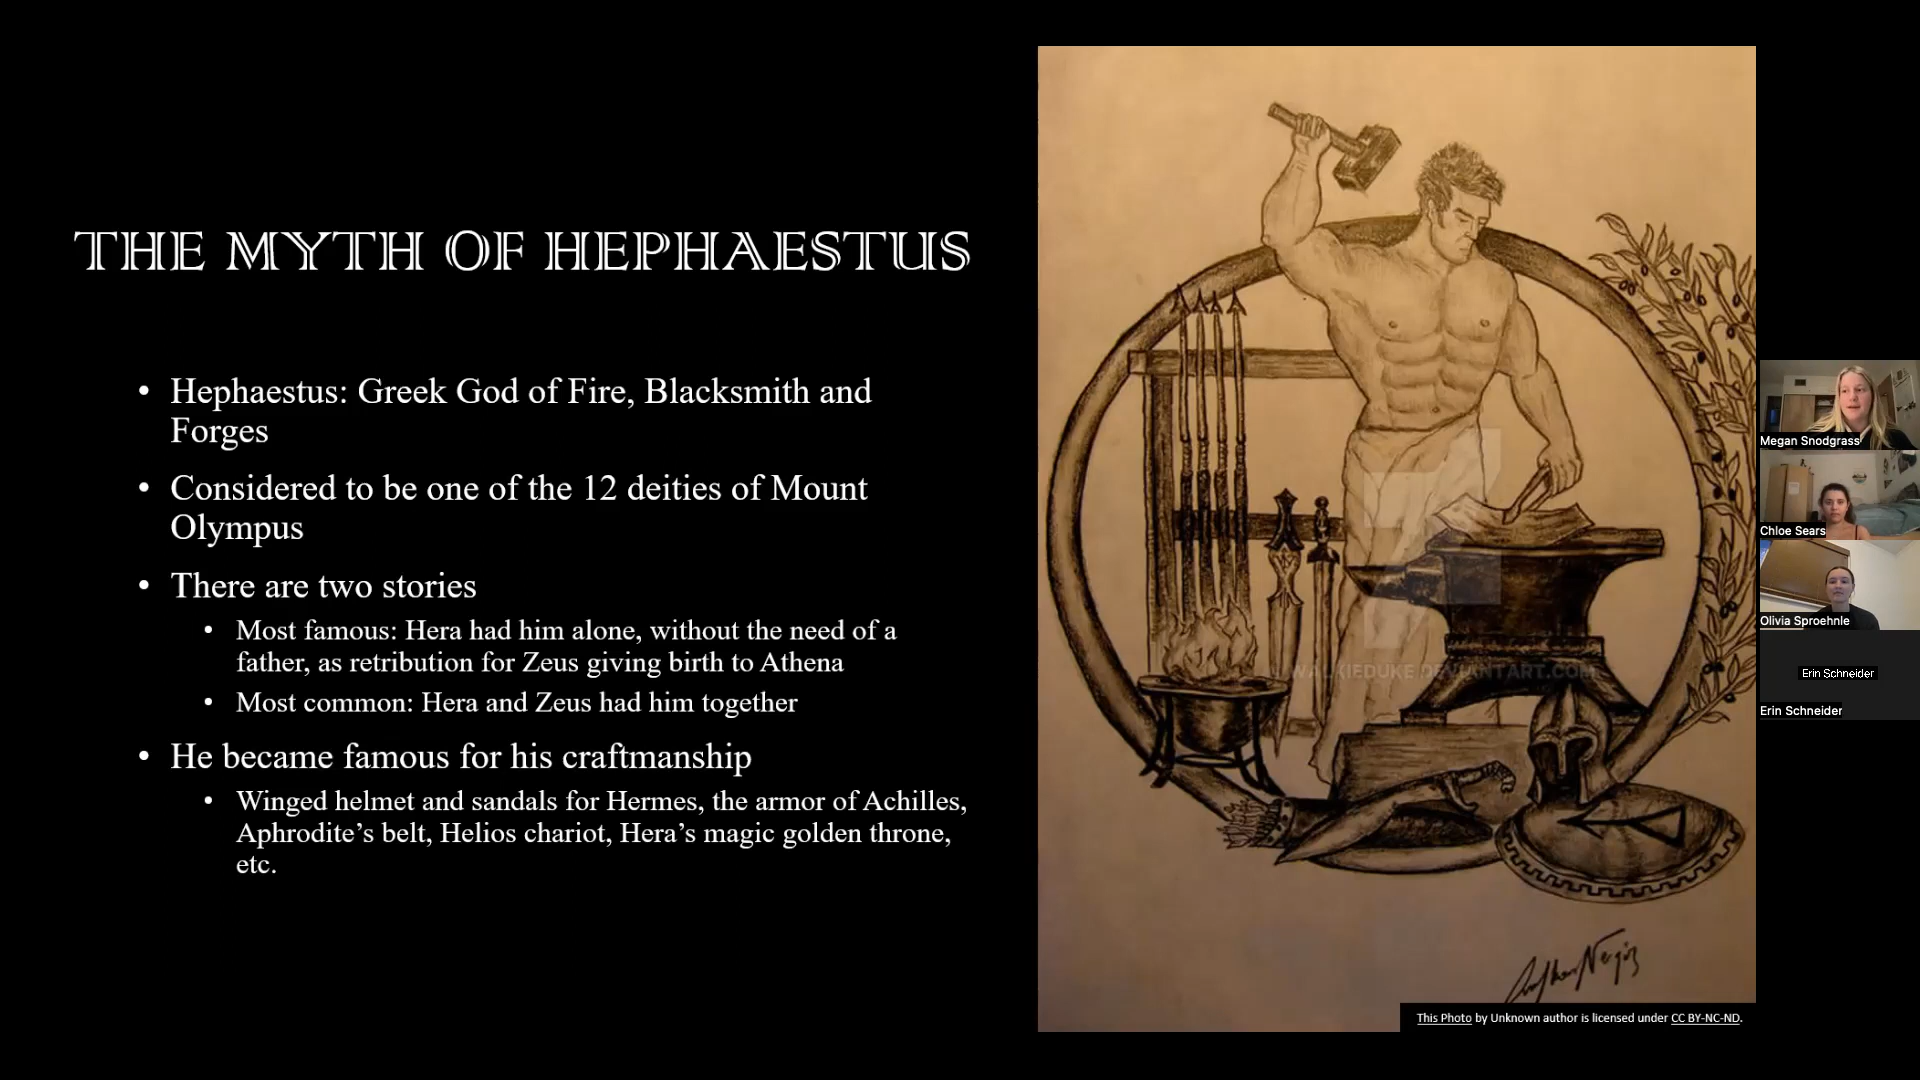 THE MYTH OF HEPHAESTUS
• Hephaestus: Greek God of Fire, Blacksmith and
Forges
• Considered to be one of the 12 deities of Mount
Olympus
• There are two stories
• Most famous: Hera had him alone, without the need of a
father, as retribution for Zeus giving birth to Athena
• Most common: Hera and Zeus had him together
• He became famous for his craftmanship
• Winged helmet and sandals for Hermes, the armor of Achilles,
Aphrodite’s belt, Helios chariot, Hera’s magic golden throne,
etc.
WALKIEDUKE.DEVIANTART.COM
This Photo by Unknown author is licensed under CC BY-NC-ND.
Megan Snodgrass
Chloe Sears
Olivia Sproehnle
Erin Schneider
Erin Schneider